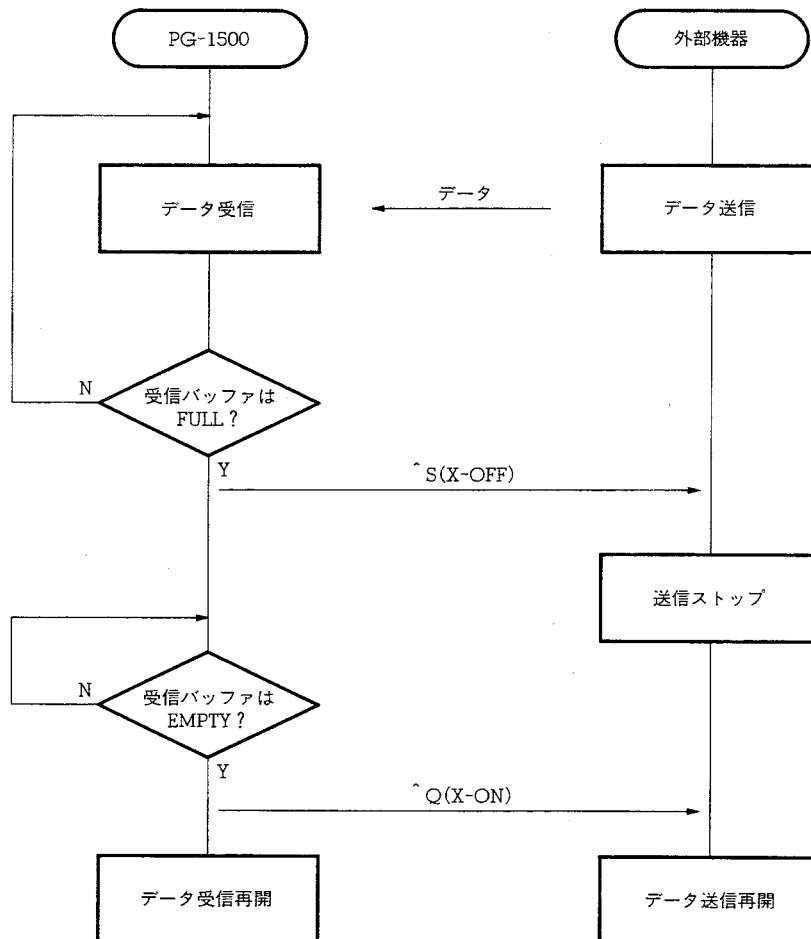 PG-1500
外部機器
データ受信
データ
データ送信
N
受信バッファは
FULL?
Y
^S(X-OFF)
送信ストップ
N
受信バッファは
EMPTY?
Y
^Q(X-ON)
データ受信再開
データ送信再開